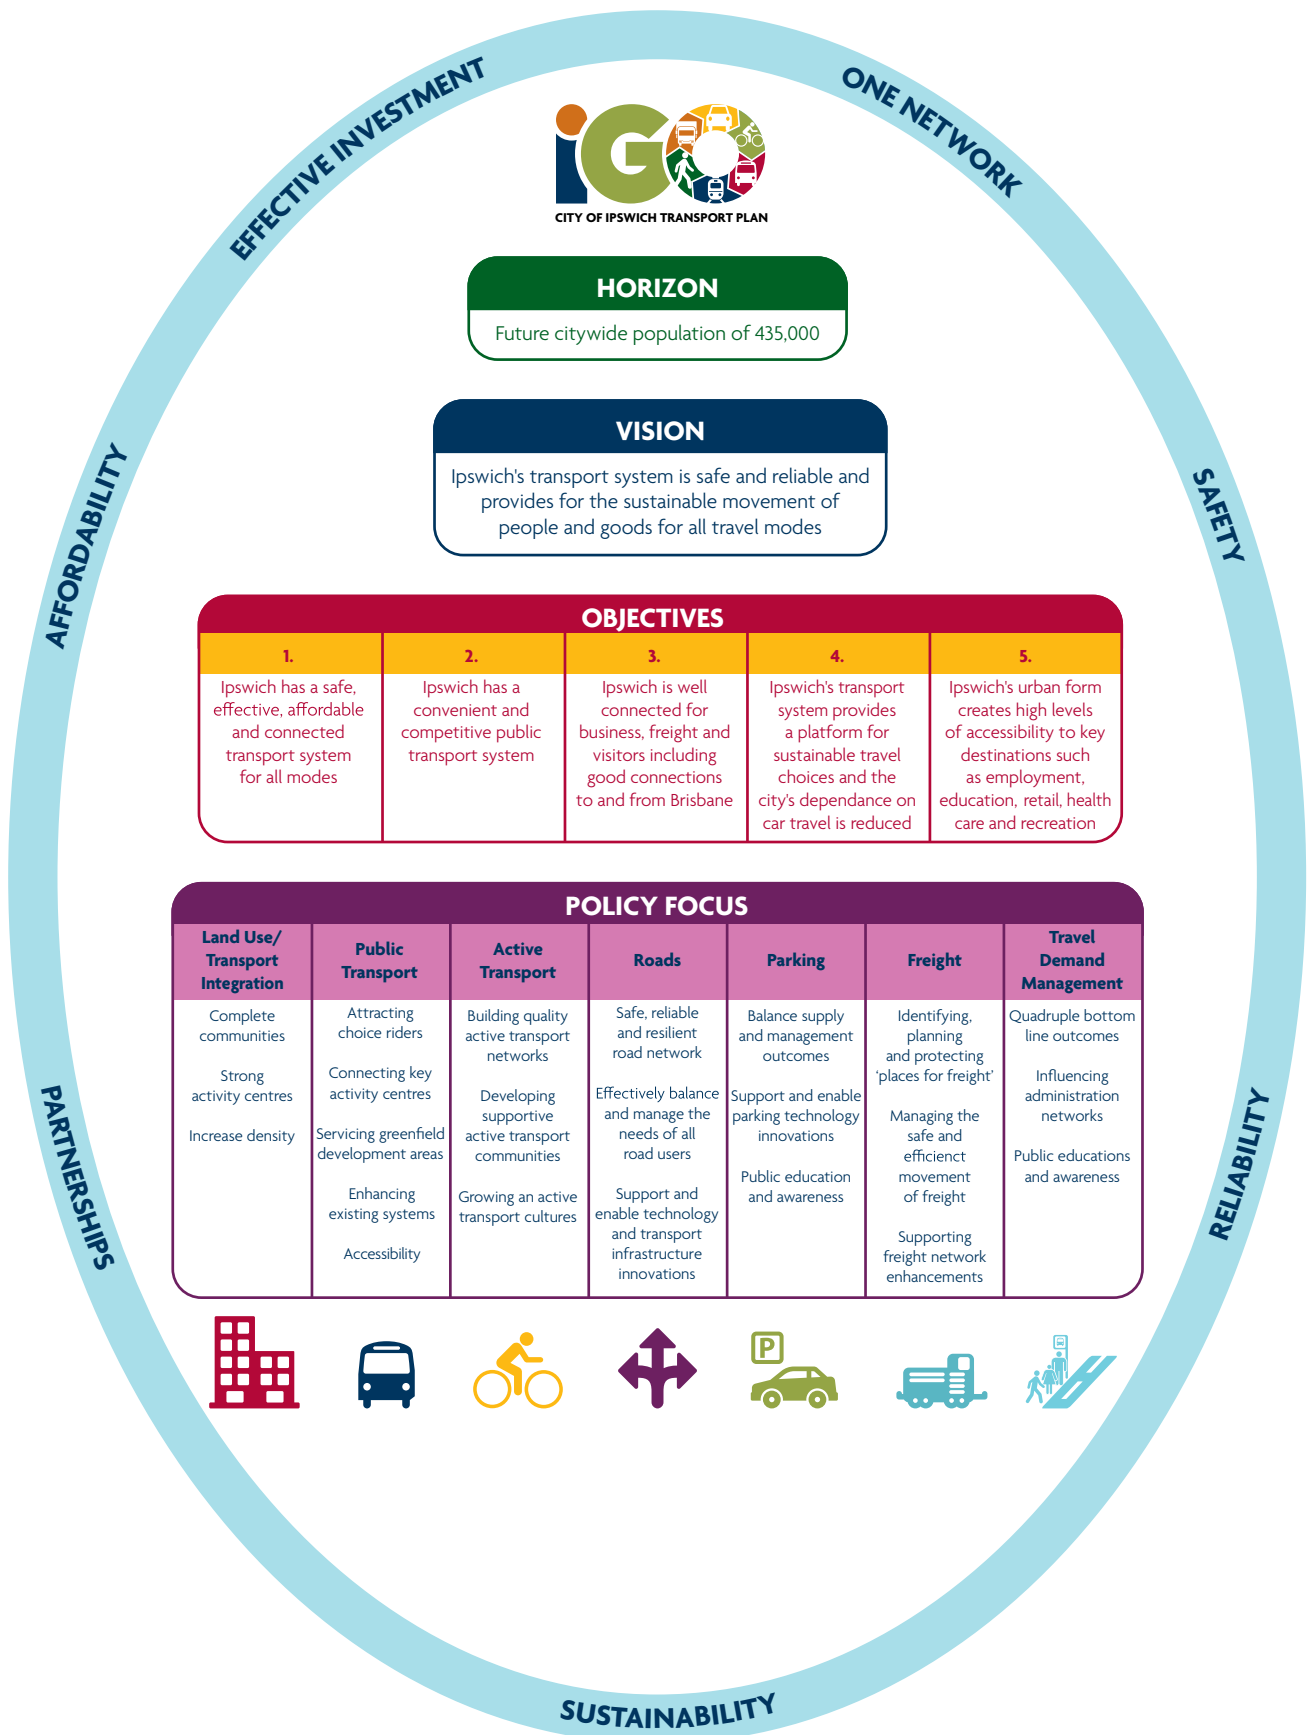 EFFECTIVE INVESTMENT
ONE NETWORK
iGO
CITY OF IPSWICH TRANSPORT PLAN
HORIZON
Future citywide population of 435,000
VISION
Ipswich's transport system is safe and reliable and
provides for the sustainable movement of
people and goods for all travel modes
AFFORDABILITY
SAFETY
OBJECTIVES
1.
Ipswich has a safe,
effective, affordable
and connected
transport system
for all modes
2.
Ipswich has a
convenient and
competitive public
transport system
3.
Ipswich is well
connected for
business, freight and
visitors including
good connections
to and from Brisbane
4.
Ipswich's transport
system provides
a platform for
sustainable travel
choices and the
city's dependance on
car travel is reduced
5.
Ipswich's urban form
creates high levels
of accessibility to key
destinations such
as employment,
education, retail, health
care and recreation
POLICY FOCUS
Land Use/
Transport
Integration
Complete
communities
Strong
activity centres
Increase density
Public
Transport
Attracting
choice riders
Connecting key
activity centres
Servicing greenfield
development areas
Enhancing
existing systems
Accessibility
Active
Transport
Building quality
active transport
networks
Developing
supportive
active transport
communities
Growing an active
transport cultures
Roads
Safe, reliable
and resilient
road network
Effectively balance
and manage the
needs of all
road users
Support and
enable technology
and transport
infrastructure
innovations
Parking
Balance supply
and management
outcomes
Support and enable
parking technology
innovations
Public education
and awareness
Freight
Identifying,
planning
and protecting
'places for freight'
Managing the
safe and
efficienct
movement
of freight
Supporting
freight network
enhancements
Travel
Demand
Management
Quadruple bottom
line outcomes
Influencing
administration
networks
Public educations
and awareness
PARTNERSHIPS
RELIABILITY
P
SUSTAINABILITY